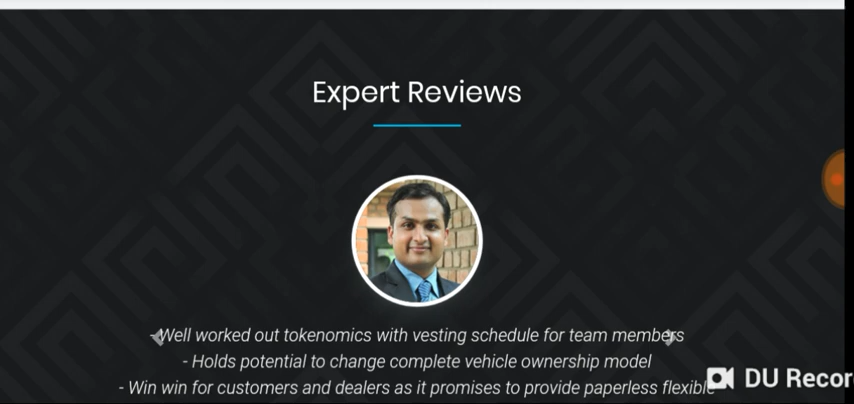 Expert Reviews
-Well worked out tokenomics with vesting schedule for team members
- Holds potential to change complete vehicle ownership model
- Win win for customers and dealers as it promises to provide paperless flexible
DU Recor